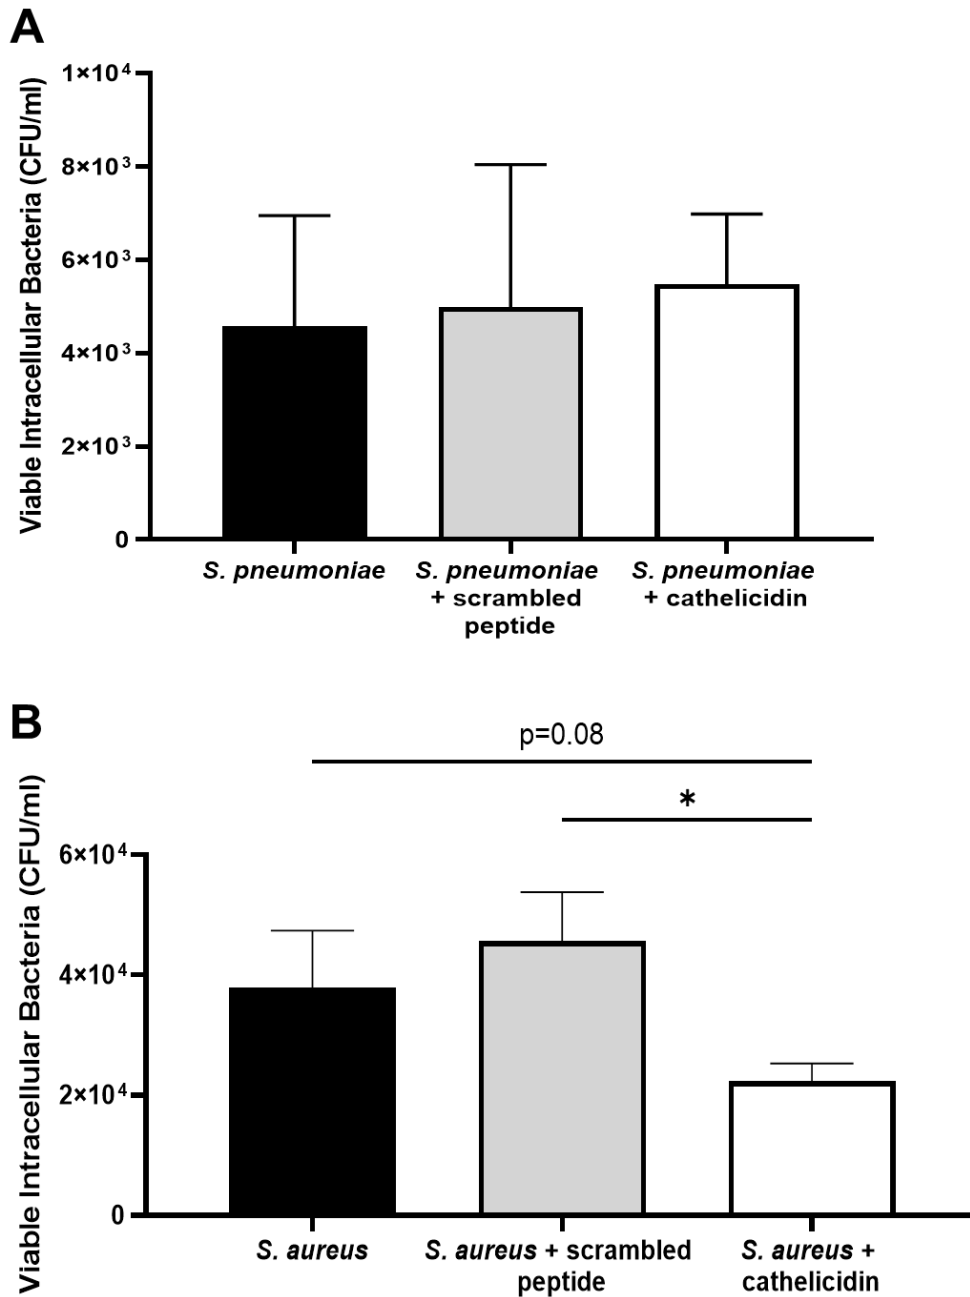 A
Viable Intracellular Bacteria (CFU/ml)
1×10⁴
8×10³
6×10³
4×10³
2×10³
0
S. pneumoniae
S. pneumoniae
+ scrambled
peptide
S. pneumoniae
+ cathelicidin
B
p=0.08
*
Viable Intracellular Bacteria (CFU/ml)
6×10⁴
4×10⁴
2×10⁴
0
S. aureus
S. aureus + scrambled
peptide
S. aureus +
cathelicidin